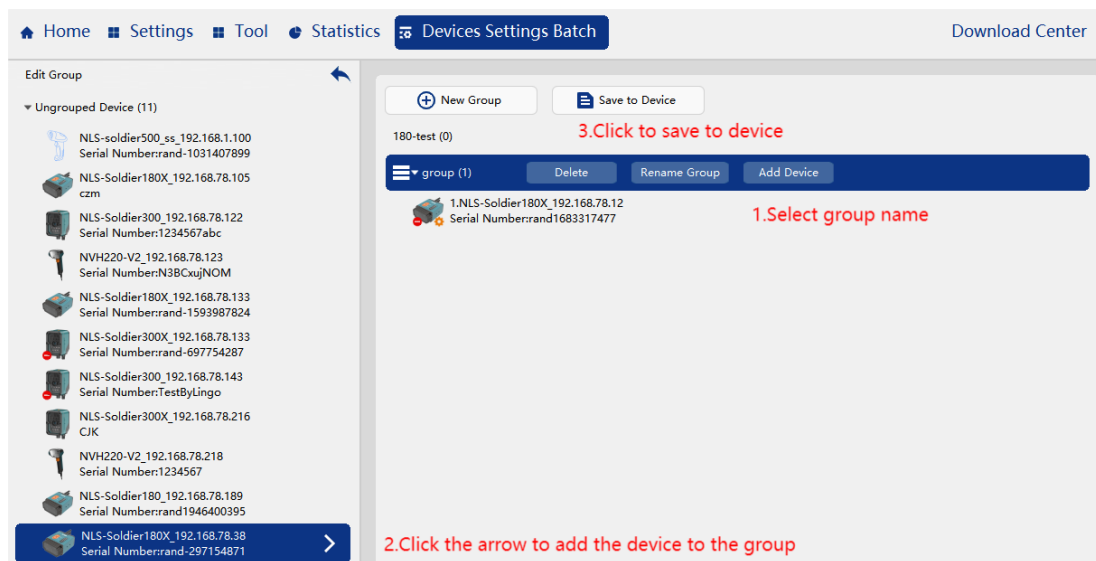 Home Settings Tool Statistics Devices Settings Batch Download Center
Edit Group
Ungrouped Device (11)
NLS-soldier500_ss_192.168.1.100
Serial Number:rand-1031407899
NLS-Soldier180X_192.168.78.105
czm
NLS-Soldier300_192.168.78.122
Serial Number:1234567abc
NVH220-V2_192.168.78.123
Serial Number:N3BCxujNOM
NLS-Soldier180X_192.168.78.133
Serial Number:rand-1593987824
NLS-Soldier300X_192.168.78.133
Serial Number:rand-697754287
NLS-Soldier300_192.168.78.143
Serial Number:TestByLingo
NLS-Soldier300X_192.168.78.216
CJK
NVH220-V2_192.168.78.218
Serial Number:1234567
NLS-Soldier180_192.168.78.189
Serial Number:rand1946400395
NLS-Soldier180X_192.168.78.38
Serial Number:rand-297154871
New Group Save to Device
180-test (0)
3.Click to save to device
group (1) Delete Rename Group Add Device
1.NLS-Soldier180X_192.168.78.12
Serial Number:rand1683317477
1.Select group name
2.Click the arrow to add the device to the group